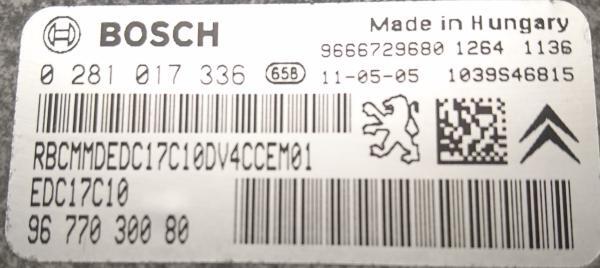 BOSCH
Made in Hungary
9666729680 1264 1136
0 281 017 336 658 11-05-05 1039S46815
RBCMMDEDC17C10DV4CCEM01
EDC17C10
96 770 300 80